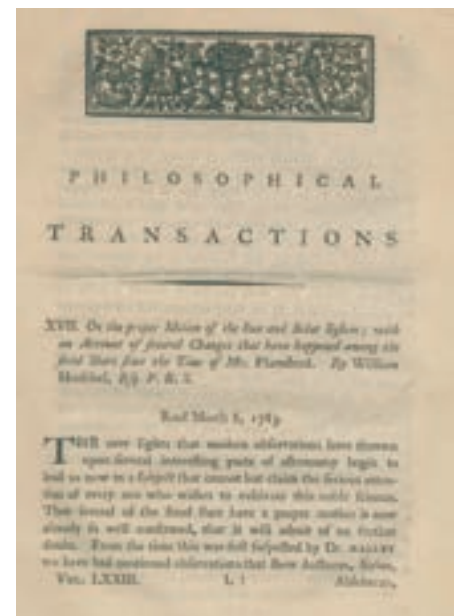 PHILOSOPHICAL
TRANSACTIONS
XVII. On the proper Motion of the Sun and Solar System; with
an Account of several Changes that have happened among the
fixed Stars since the Time of Mr. Flamstead. By William
Herschel, Esq. F. R. S.
Read March 6, 1783.
THE new lights that modern observations have thrown
upon several interesting parts of astronomy begin to
lead us now to a subject that cannot but claim the serious atten-
tion of every one who wishes to cultivate this noble science.
That several of the fixed stars have a proper motion is now
already so well confirmed, that it will admit of no further
doubt. From the time this was first suspected by Dr. HALLEY
we have had continued observations that shew Arcturus, Sirius,
VOL. LXXIII. L l Aldebaran,